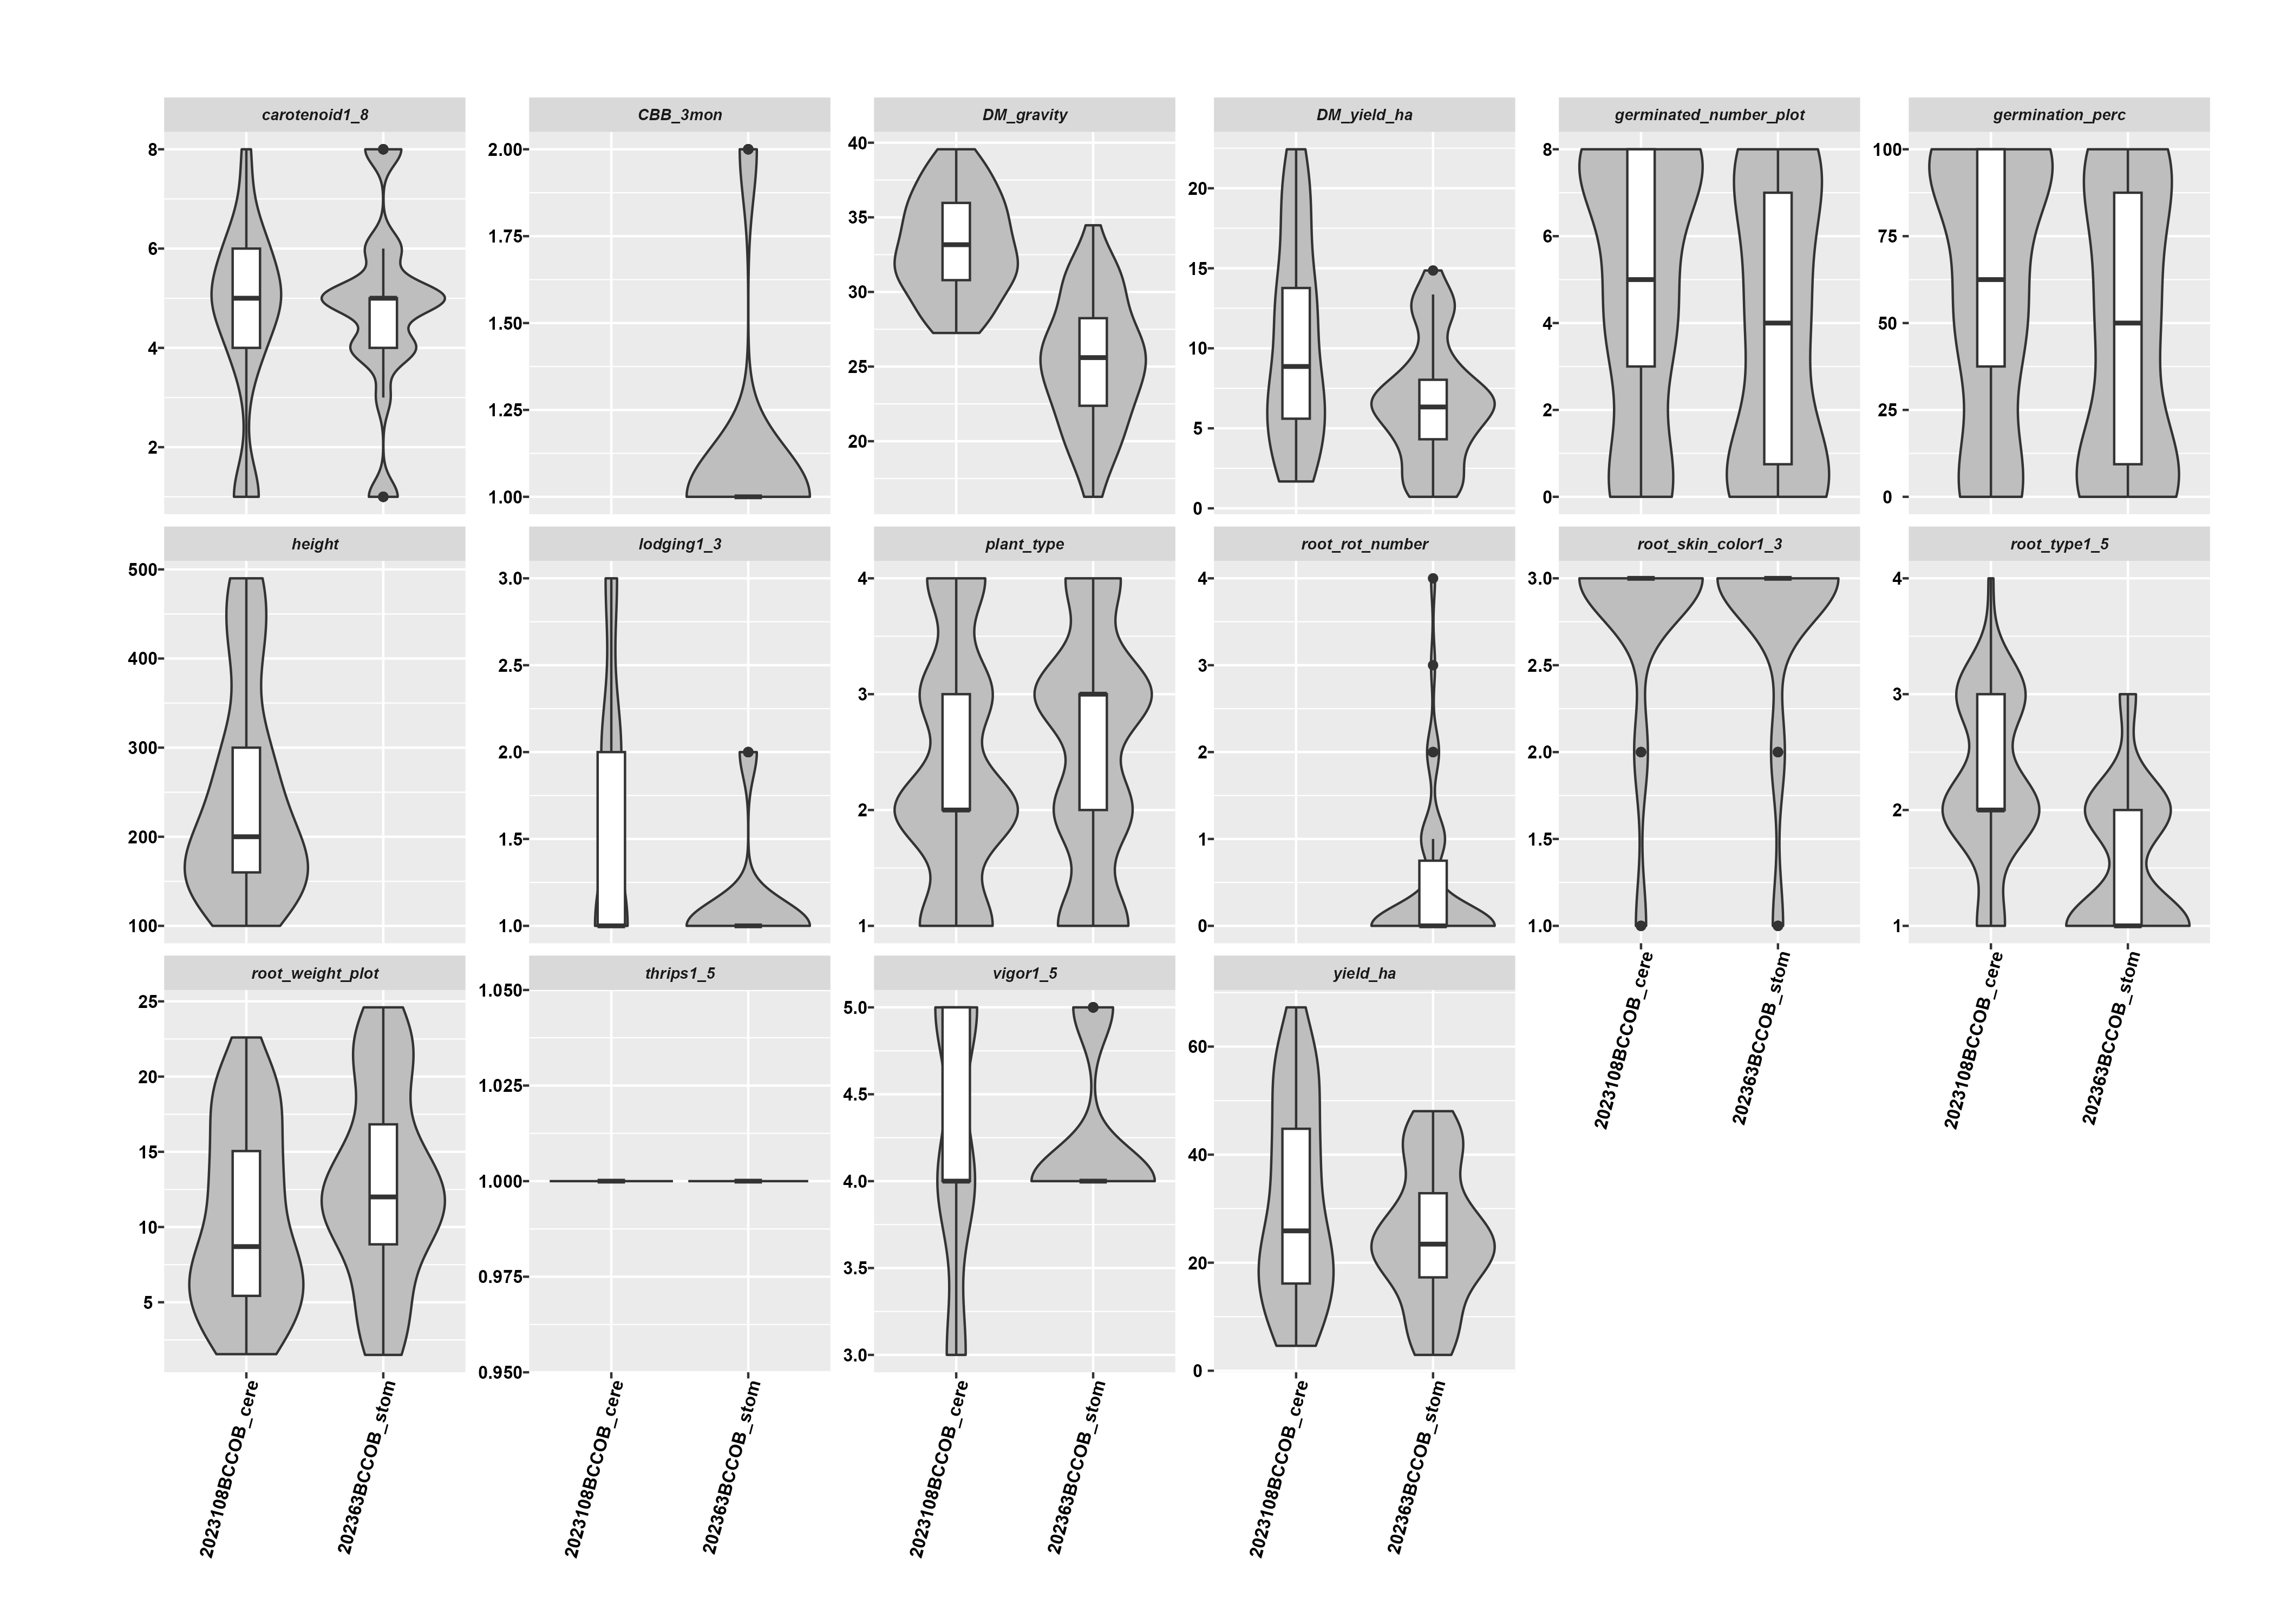 carotenoid1_8 CBB_3mon DM_gravity DM_yield_ha germinated_number_plot germination_perc
8 6 4 2
2.00 1.75 1.50 1.25 1.00
40 35 30 25 20
20 15 10 5 0
8 6 4 2 0
100 75 50 25 0
height lodging1_3 plant_type root_rot_number root_skin_color1_3 root_type1_5
500 400 300 200 100
3.0 2.5 2.0 1.5 1.0
4 3 2 1
4 3 2 1 0
3.0 2.5 2.0 1.5 1.0
4 3 2 1
2023108BCCOB_cere 202363BCCOB_stom 2023108BCCOB_cere 202363BCCOB_stom
root_weight_plot thrips1_5 vigor1_5 yield_ha
25 20 15 10 5
1.050 1.025 1.000 0.975 0.950
5.0 4.5 4.0 3.5 3.0
60 40 20 0
2023108BCCOB_cere 202363BCCOB_stom 2023108BCCOB_cere 202363BCCOB_stom 2023108BCCOB_cere 202363BCCOB_stom 2023108BCCOB_cere 202363BCCOB_stom